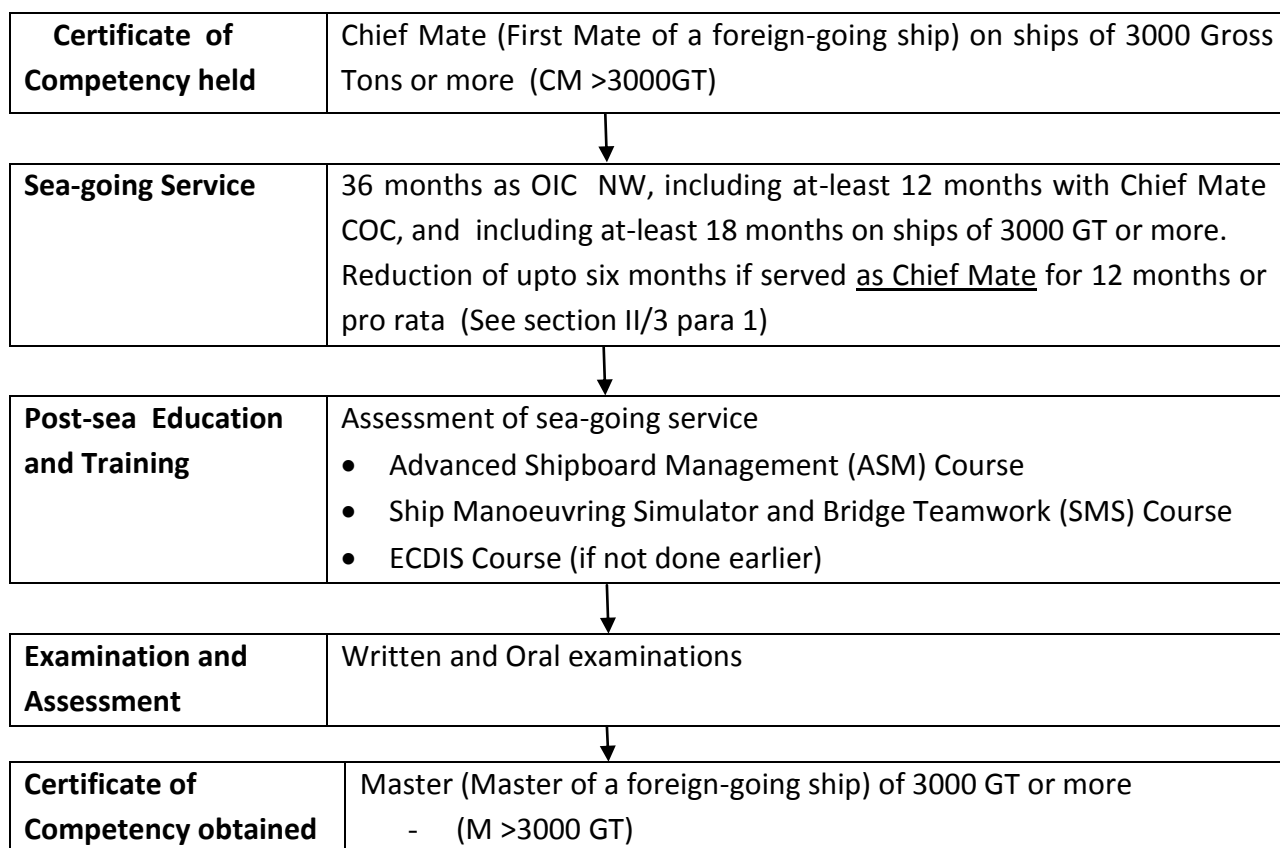 Certificate of
Competency held
Chief Mate (First Mate of a foreign-going ship) on ships of 3000 Gross
Tons or more (CM >3000GT)
Sea-going Service
36 months as OIC NW, including at-least 12 months with Chief Mate
COC, and including at-least 18 months on ships of 3000 GT or more.
Reduction of upto six months if served as Chief Mate for 12 months or
pro rata (See section II/3 para 1)
Post-sea Education
and Training
Assessment of sea-going service
• Advanced Shipboard Management (ASM) Course
• Ship Manoeuvring Simulator and Bridge Teamwork (SMS) Course
• ECDIS Course (if not done earlier)
Examination and
Assessment
Written and Oral examinations
Certificate of
Competency obtained
Master (Master of a foreign-going ship) of 3000 GT or more
- (M >3000 GT)